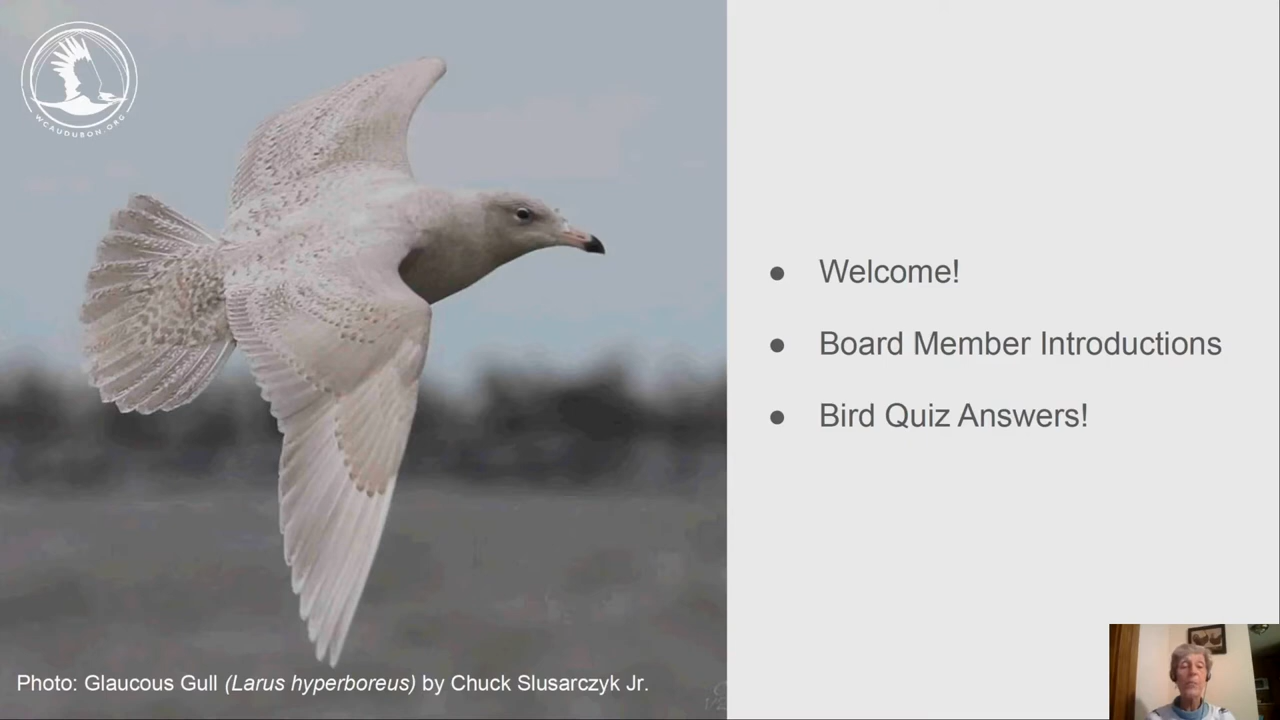 WCAUDUBON.ORG
Welcome!
Board Member Introductions
Bird Quiz Answers!
Photo: Glaucous Gull (Larus hyperboreus) by Chuck Slusarczyk Jr.